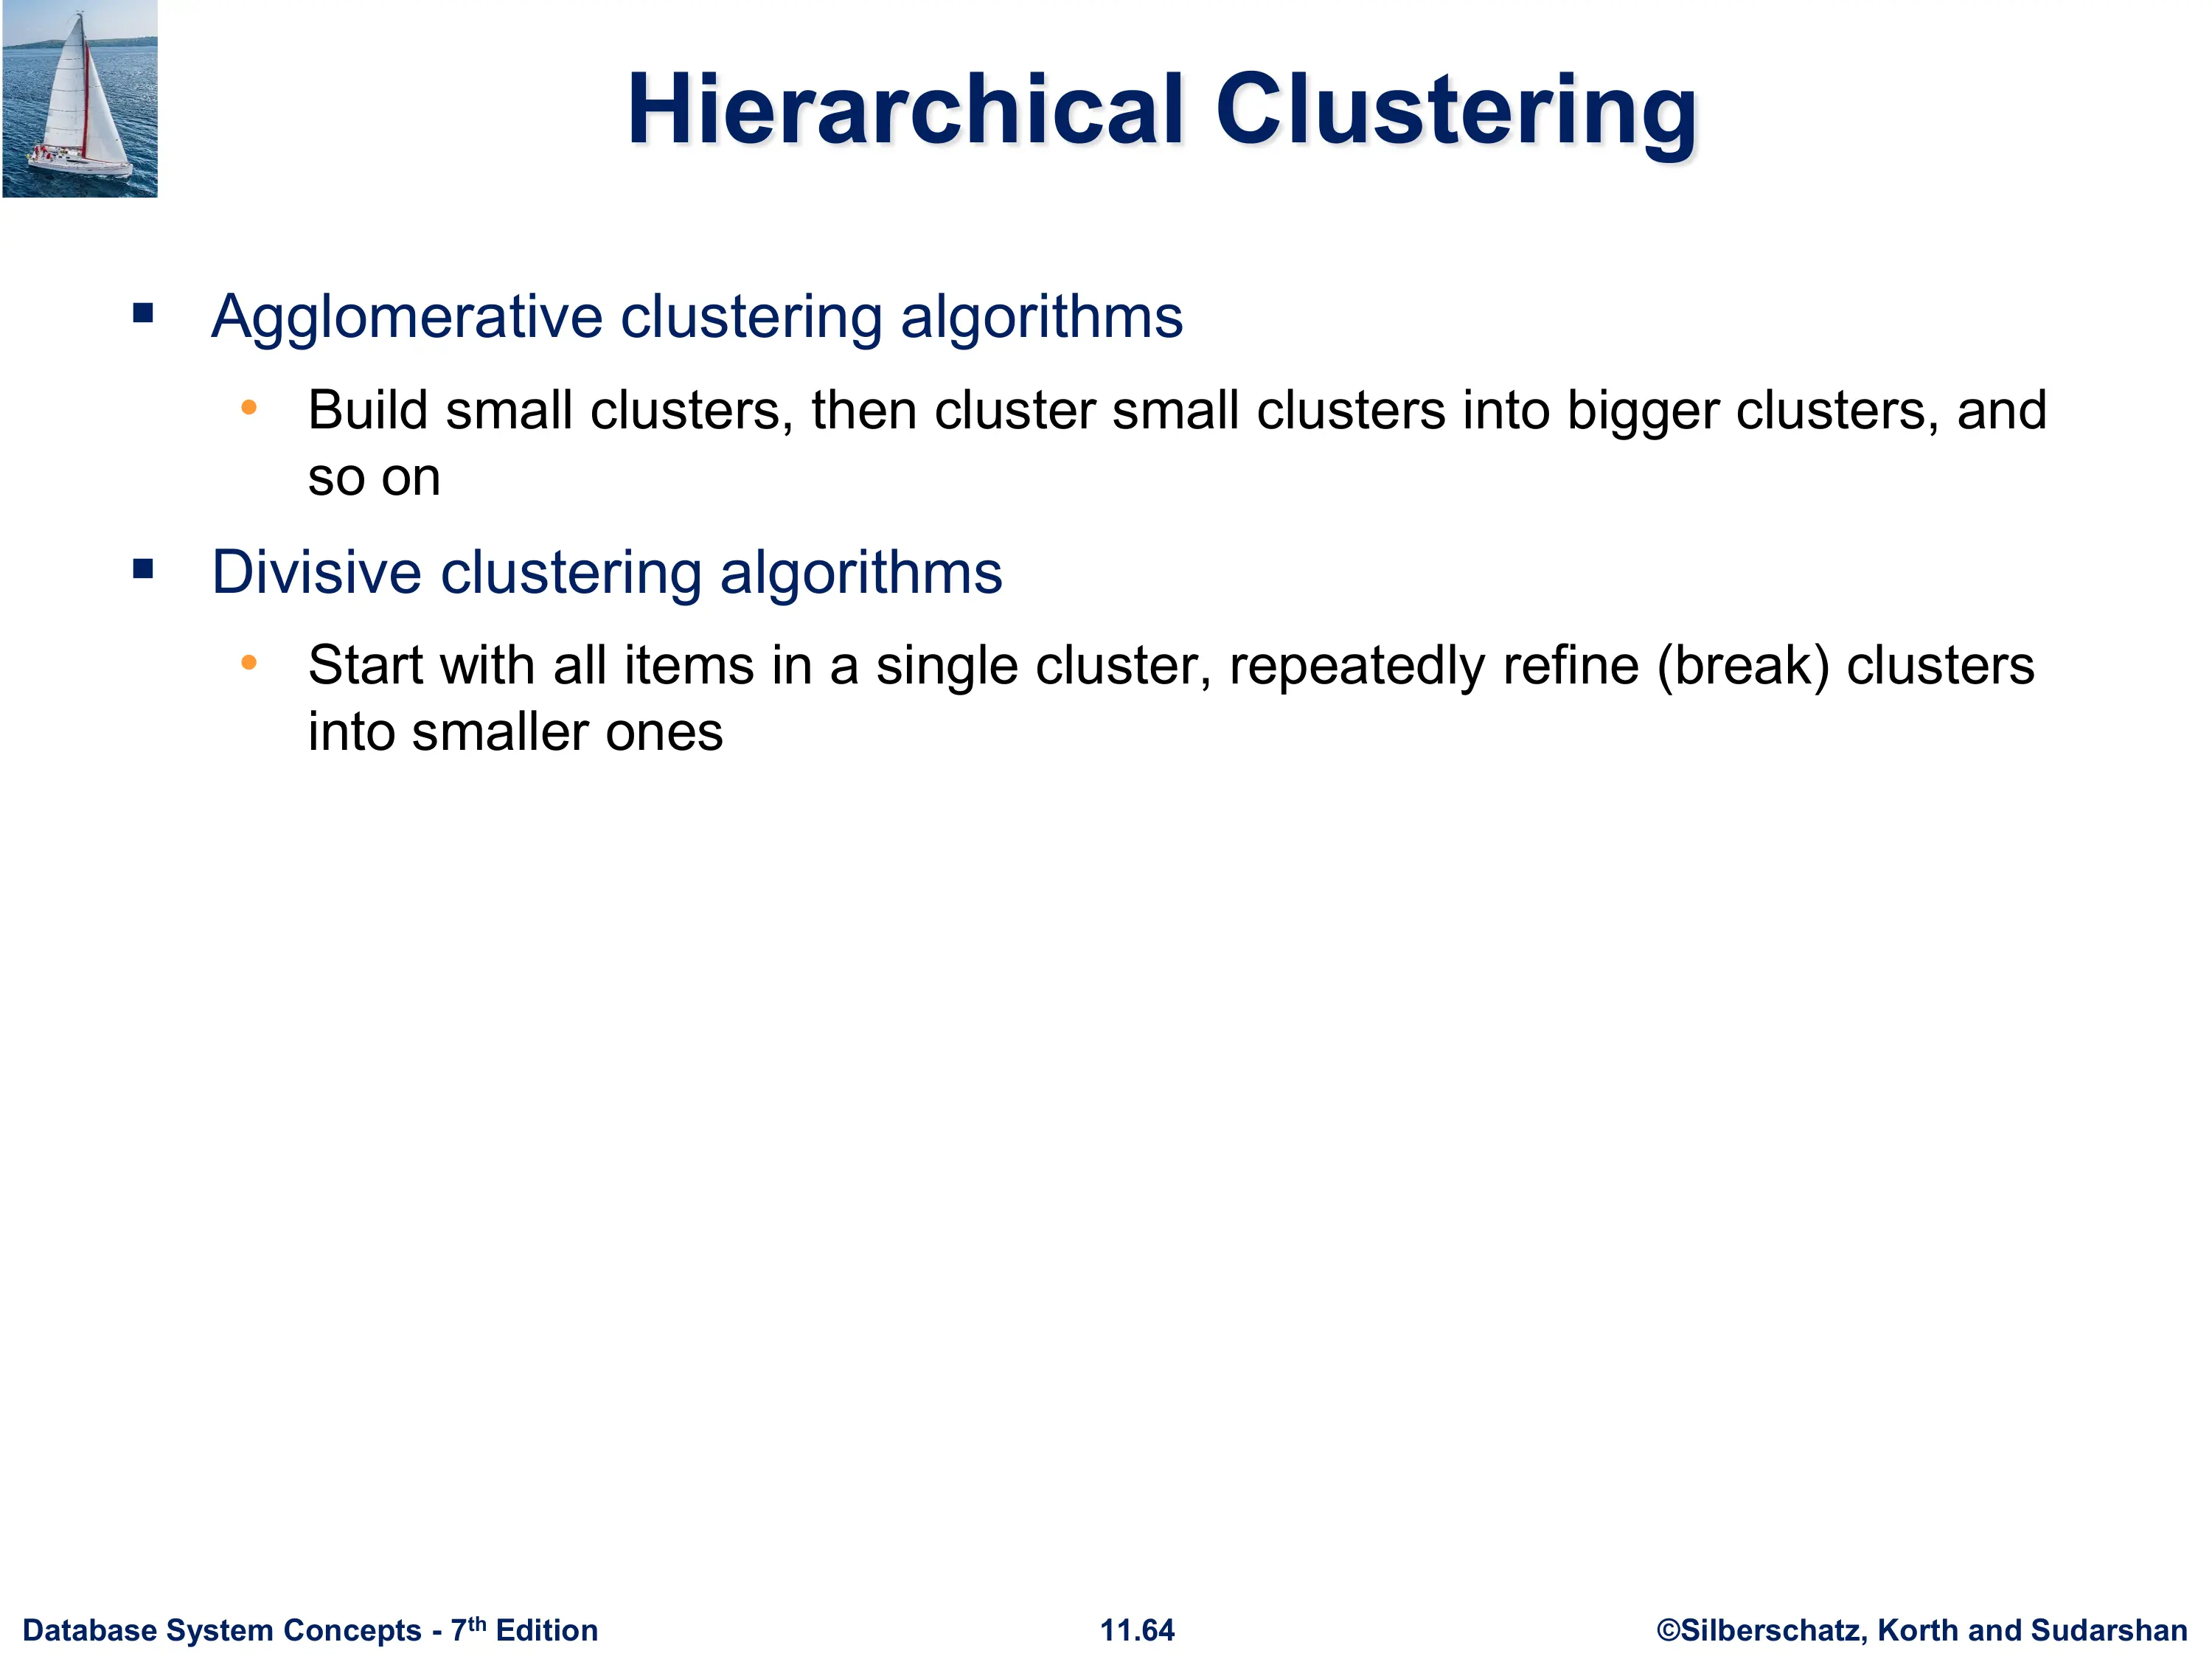 Hierarchical Clustering
▪ Agglomerative clustering algorithms
• Build small clusters, then cluster small clusters into bigger clusters, and
so on
▪ Divisive clustering algorithms
• Start with all items in a single cluster, repeatedly refine (break) clusters
into smaller ones
Database System Concepts - 7th Edition
11.64
©Silberschatz, Korth and Sudarshan